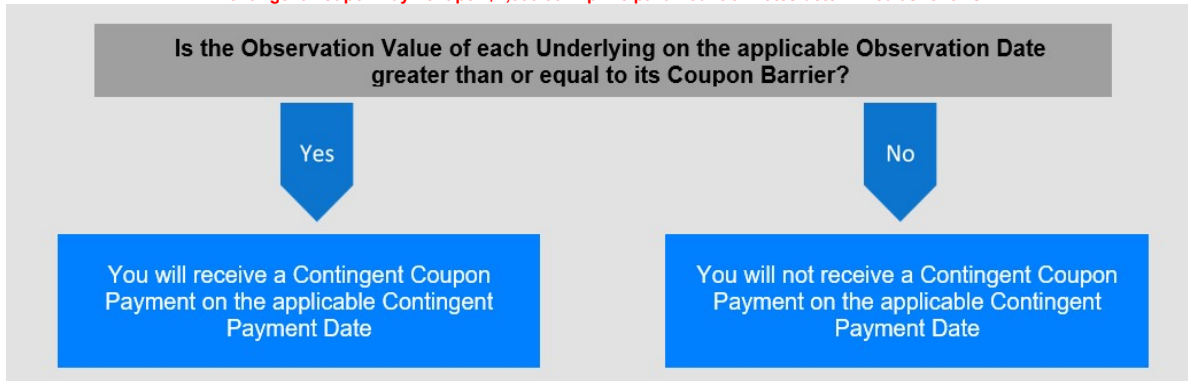 Is the Observation Value of each Underlying on the applicable Observation Date
greater than or equal to its Coupon Barrier?
Yes
No
You will receive a Contingent Coupon
Payment on the applicable Contingent
Payment Date
You will not receive a Contingent Coupon
Payment on the applicable Contingent
Payment Date